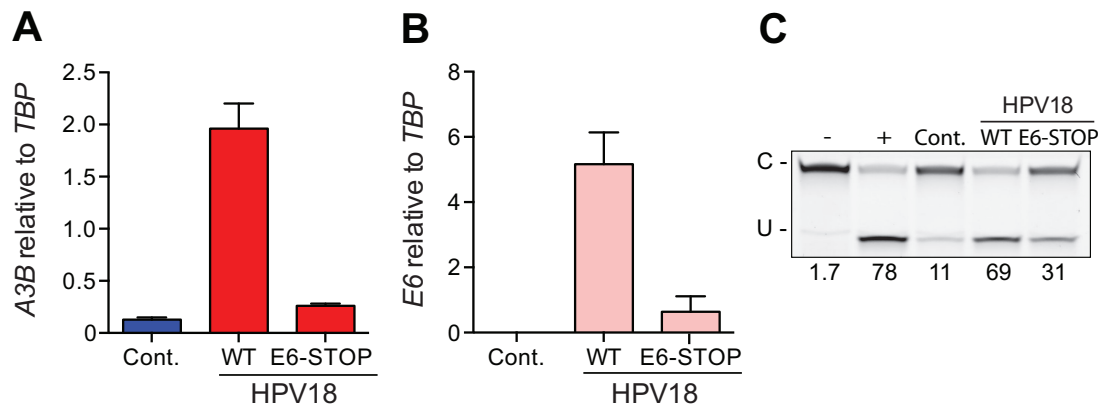 A
A3B relative to TBP
2.5
2.0
1.5
1.0
0.5
0
Cont.
WT
E6-STOP
HPV18
B
E6 relative to TBP
8
6
4
2
0
Cont.
WT
E6-STOP
HPV18
C
HPV18
- + Cont. WT E6-STOP
C -
U -
1.7 78 11 69 31